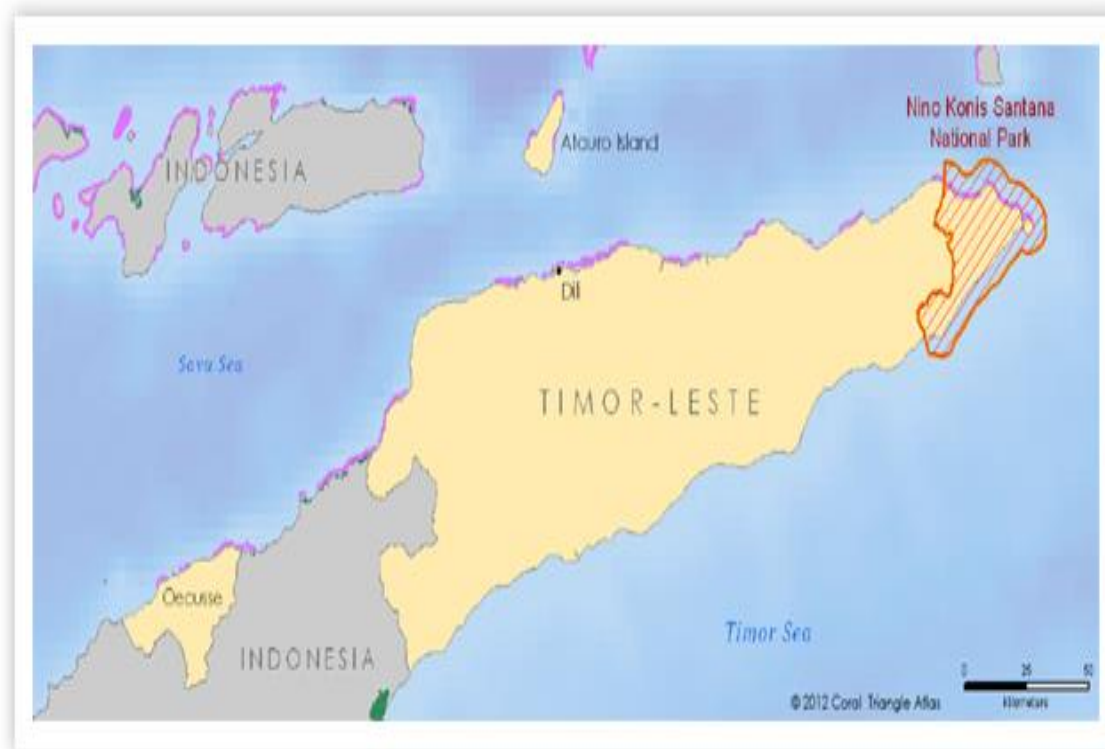 Nino Konis Santana
National Park
Atauro Island
INDONESIA
Dili
Savu Sea
TIMOR-LESTE
Oecusse
INDONESIA
Timor Sea
0 25 50
kilometers
© 2012 Coral Triangle Atlas